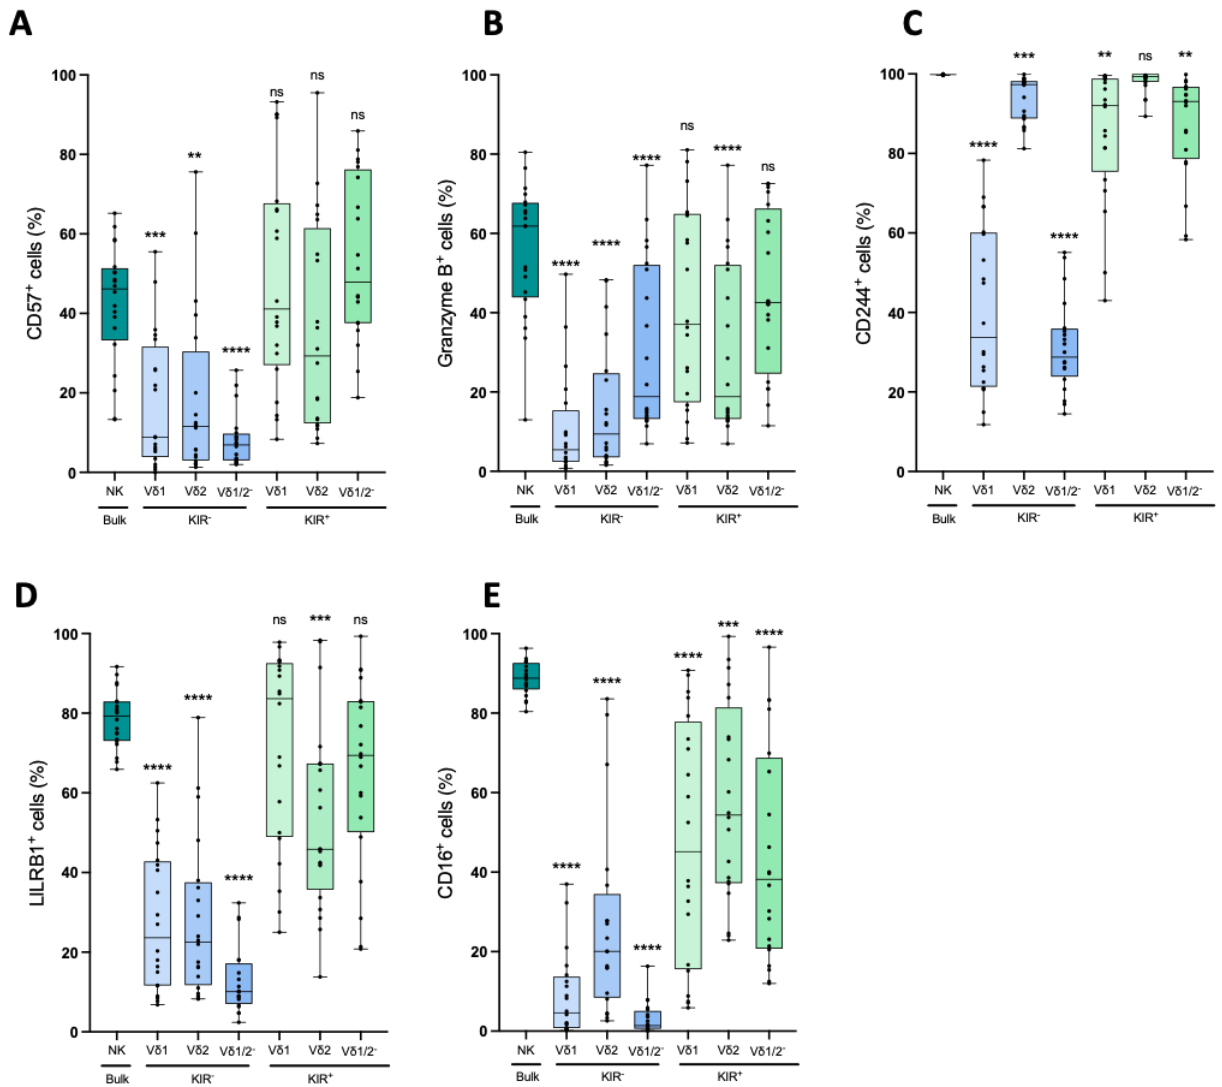 A
B
C
CD57⁺ cells (%)
100
80
60
40
20
0
***
**
****
ns
ns
ns
NK
Vδ1
Vδ2
Vδ1/2⁻
Vδ1
Vδ2
Vδ1/2⁻
Bulk
KIR⁻
KIR⁺
Granzyme B⁺ cells (%)
100
80
60
40
20
0
****
****
****
ns
****
ns
NK
Vδ1
Vδ2
Vδ1/2⁻
Vδ1
Vδ2
Vδ1/2⁻
Bulk
KIR⁻
KIR⁺
CD244⁺ cells (%)
100
80
60
40
20
0
****
***
****
**
ns
**
NK
Vδ1
Vδ2
Vδ1/2⁻
Vδ1
Vδ2
Vδ1/2⁻
Bulk
KIR⁻
KIR⁺
D
E
LILRB1⁺ cells (%)
100
80
60
40
20
0
****
****
****
ns
***
ns
NK
Vδ1
Vδ2
Vδ1/2⁻
Vδ1
Vδ2
Vδ1/2⁻
Bulk
KIR⁻
KIR⁺
CD16⁺ cells (%)
100
80
60
40
20
0
****
****
****
****
***
****
NK
Vδ1
Vδ2
Vδ1/2⁻
Vδ1
Vδ2
Vδ1/2⁻
Bulk
KIR⁻
KIR⁺